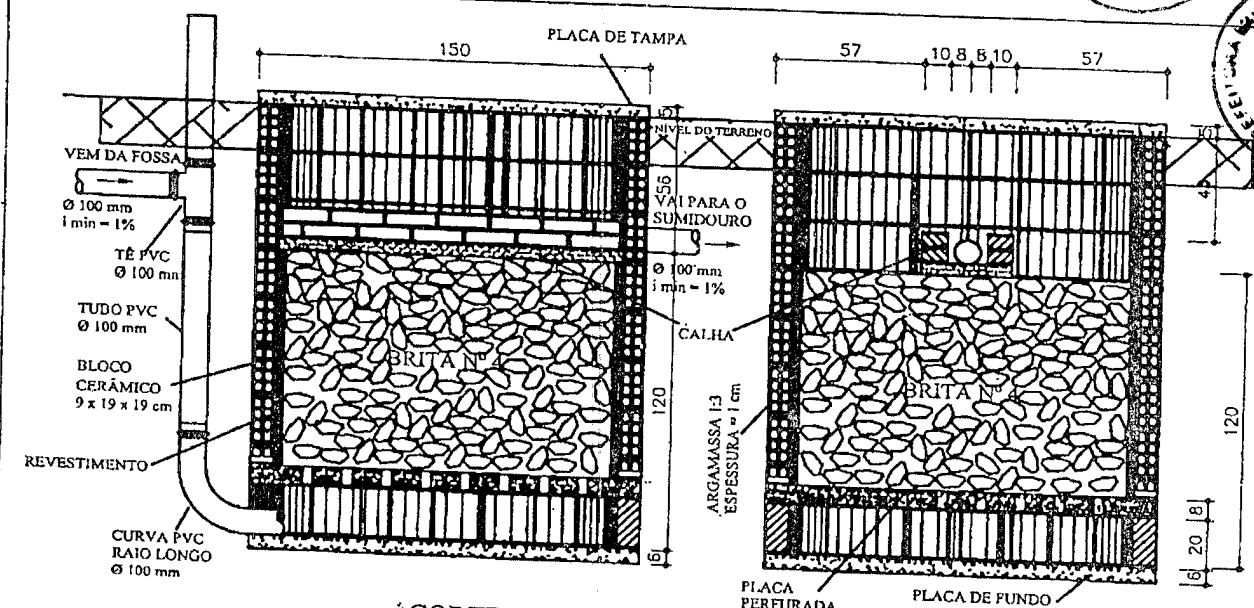 150
PLACA DE TAMPA
57
10 8 8 10
57
NIVEL DO TERRENO
5
5
VEM DA FOSSA
Ø 100 mm
i min = 1%
56
VAI PARA O
SUMIDOURO
Ø 100 mm
i min = 1%
TÊ PVC
Ø 100 mm
TUBO PVC
Ø 100 mm
CALHA
BRITA Nº 4
BRITA Nº
BLOCO
CERÂMICO
9 x 19 x 19 cm
120
120
ARGAMASSA 1:3
ESPESSURA = 1 cm
REVESTIMENTO
CURVA PVC
RAIO LONGO
Ø 100 mm
6
8
20
6
PLACA
PERFURADA
PLACA DE FUNDO